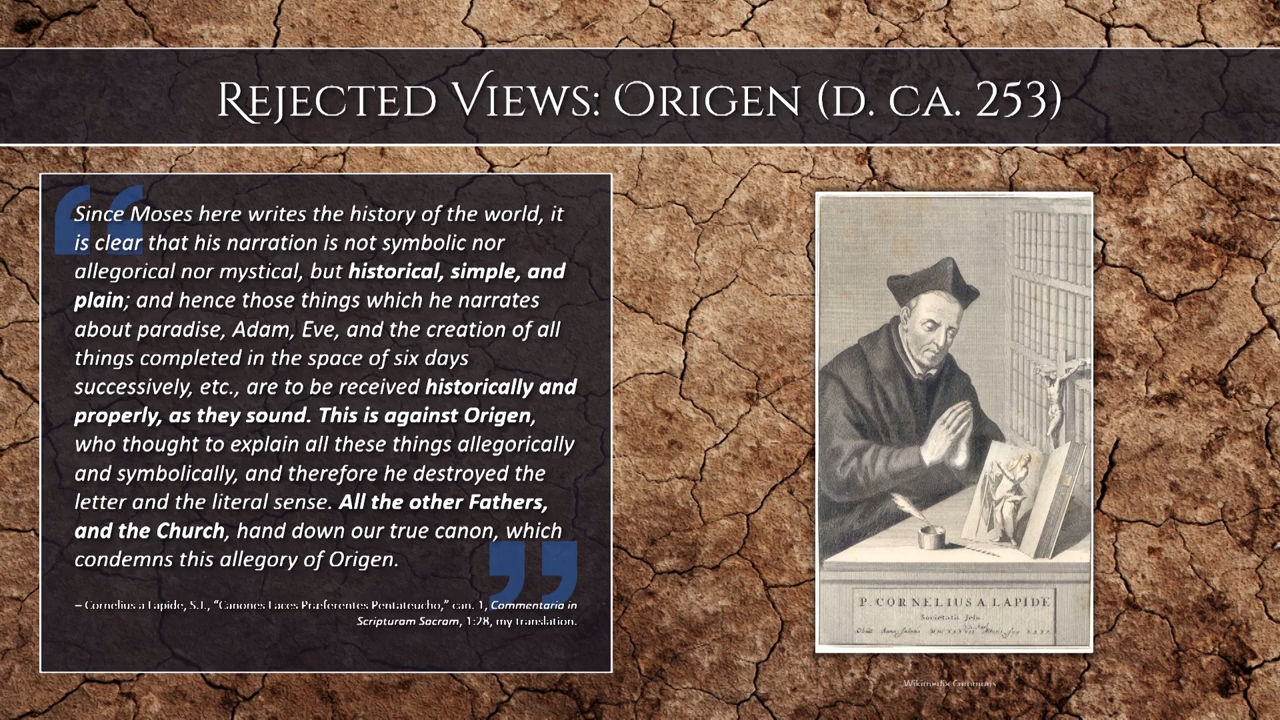 Rejected Views: Origen (d. ca. 253)
“
Since Moses here writes the history of the world, it
is clear that his narration is not symbolic nor
allegorical nor mystical, but historical, simple, and
plain; and hence those things which he narrates
about paradise, Adam, Eve, and the creation of all
things completed in the space of six days
successively, etc., are to be received historically and
properly, as they sound. This is against Origen,
who thought to explain all these things allegorically
and symbolically, and therefore he destroyed the
letter and the literal sense. All the other Fathers,
and the Church, hand down our true canon, which
condemns this allegory of Origen.
”
– Cornelius a Lapide, S.J., “Canones Faces Præferentes Pentateucho,” can. 1, Commentaria in
Scripturam Sacram, 1:28, my translation.
P. CORNELIUS A LAPIDE
Societatis Jesu.
Wikimedia Commons